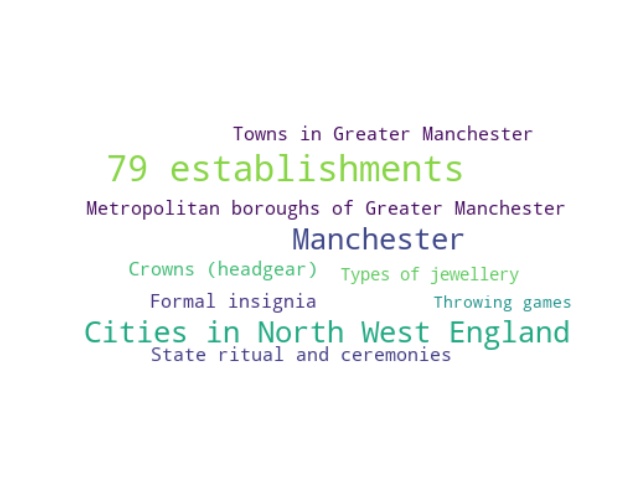 Towns in Greater Manchester
79 establishments
Metropolitan boroughs of Greater Manchester
Manchester
Crowns (headgear)
Types of jewellery
Formal insignia
Throwing games
Cities in North West England
State ritual and ceremonies